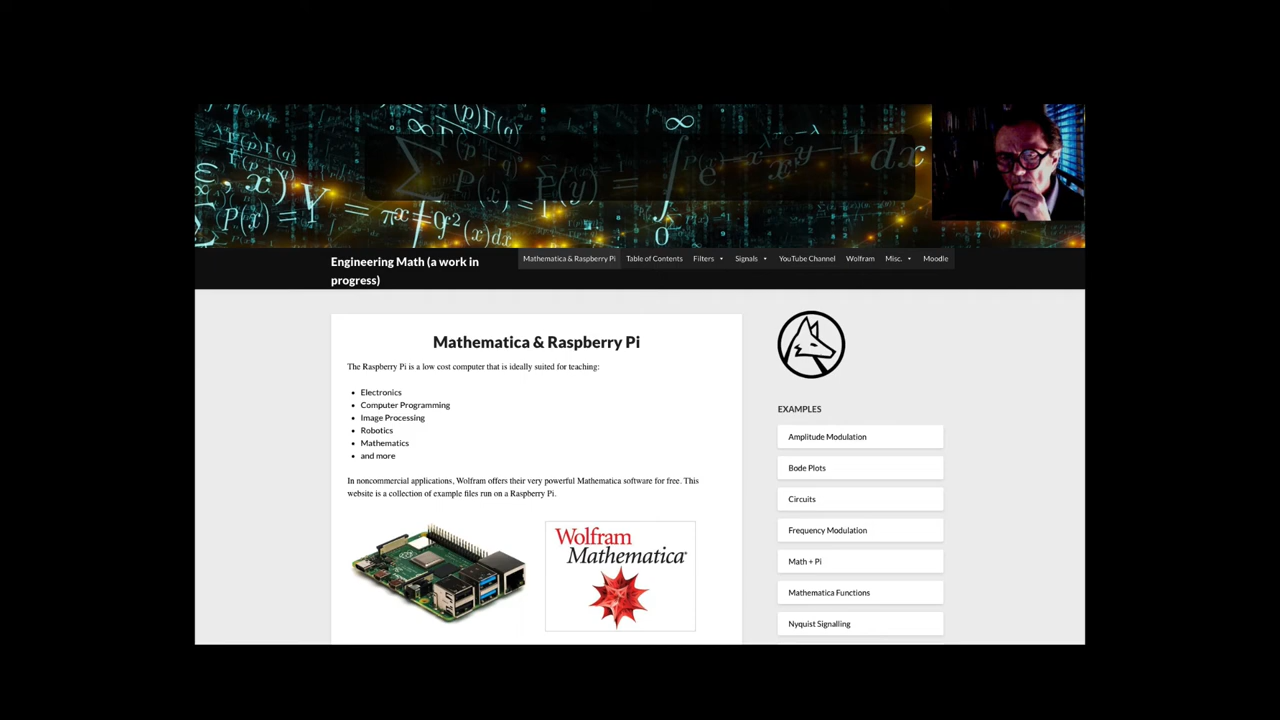 Engineering Math (a work in
progress)
Mathematica & Raspberry Pi
Table of Contents
Filters
Signals
YouTube Channel
Wolfram
Misc.
Moodle
Mathematica & Raspberry Pi
The Raspberry Pi is a low cost computer that is ideally suited for teaching:
Electronics
Computer Programming
Image Processing
Robotics
Mathematics
and more
In noncommercial applications, Wolfram offers their very powerful Mathematica software for free. This
website is a collection of example files run on a Raspberry Pi.
Wolfram
Mathematica®
EXAMPLES
Amplitude Modulation
Bode Plots
Circuits
Frequency Modulation
Math + Pi
Mathematica Functions
Nyquist Signalling